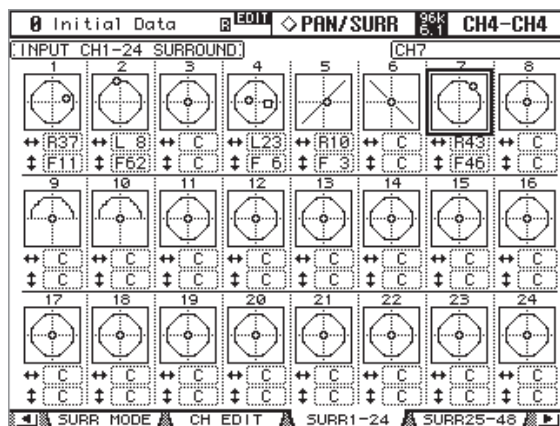 0 Initial Data EDIT PAN/SURR 96k 6.1 CH4-CH4
INPUT CH1-24 SURROUND CH7
1 2 3 4 5 6 7 8
R37 L 8 C L23 R10 C R43 C
F11 F62 C F 6 F 3 C F46 C
9 10 11 12 13 14 15 16
C C C C C C C C
C C C C C C C C
17 18 19 20 21 22 23 24
C C C C C C C C
C C C C C C C C
SURR MODE CH EDIT SURR1-24 SURR25-48